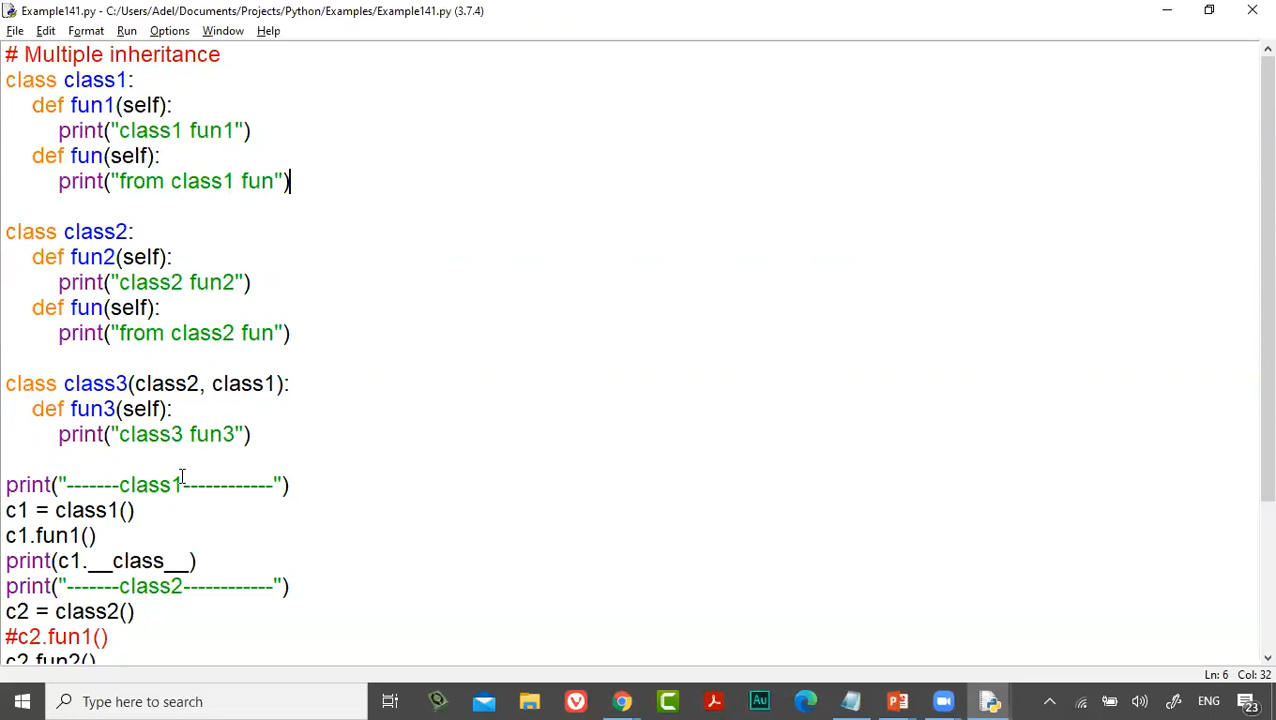 Example141.py - C:/Users/Adel/Documents/Projects/Python/Examples/Example141.py (3.7.4)
File Edit Format Run Options Window Help
# Multiple inheritance
class class1:
    def fun1(self):
        print("class1 fun1")
    def fun(self):
        print("from class1 fun")
class class2:
    def fun2(self):
        print("class2 fun2")
    def fun(self):
        print("from class2 fun")
class class3(class2, class1):
    def fun3(self):
        print("class3 fun3")
print("-------class1------------")
c1 = class1()
c1.fun1()
print(c1.__class__)
print("-------class2------------")
c2 = class2()
#c2.fun1()
c2.fun2()
Ln: 6 Col: 32
Type here to search
Au
ENG
23